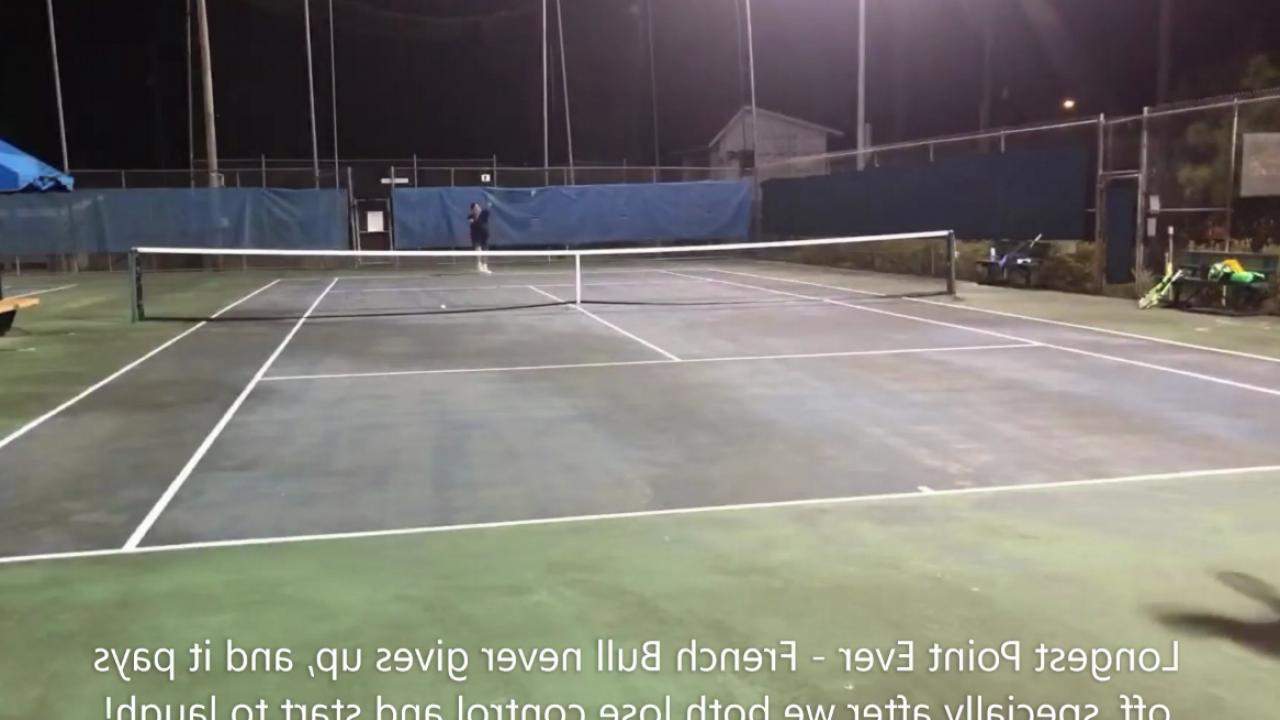 Longest Point Ever - French Bull never gives up, and it pays
off, specially after we both lose control and start to laugh!